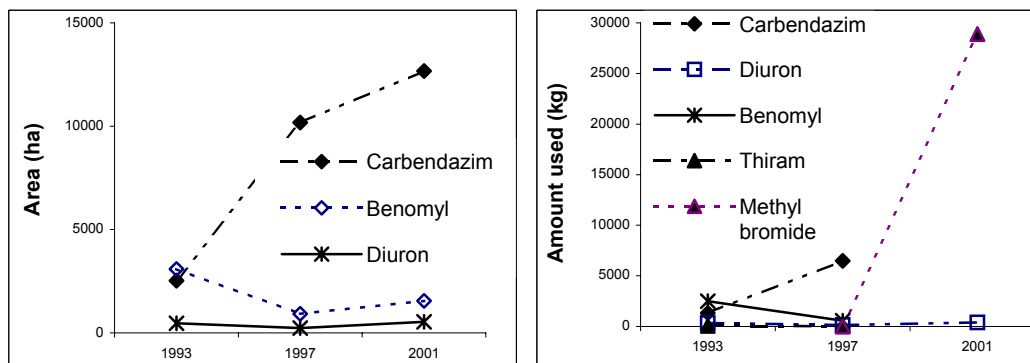 15000
10000
5000
0
Area (ha)
Carbendazim
Benomyl
Diuron
1993
1997
2001
30000
25000
20000
15000
10000
5000
0
Amount used (kg)
Carbendazim
Diuron
Benomyl
Thiram
Methyl
bromide
1993
1997
2001